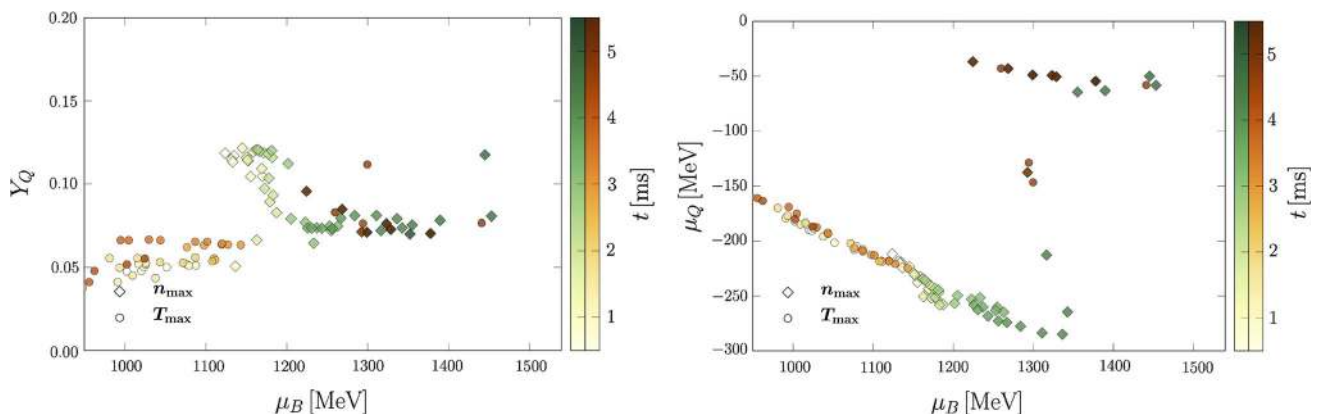 0.20
0.15
0.10
0.05
0.00
Y_Q
n_max
T_max
1000 1100 1200 1300 1400 1500
μ_B [MeV]
5
4
3
2
1
t [ms]
0
−50
−100
−150
−200
−250
−300
μ_Q [MeV]
n_max
T_max
1000 1100 1200 1300 1400 1500
μ_B [MeV]
5
4
3
2
1
t [ms]